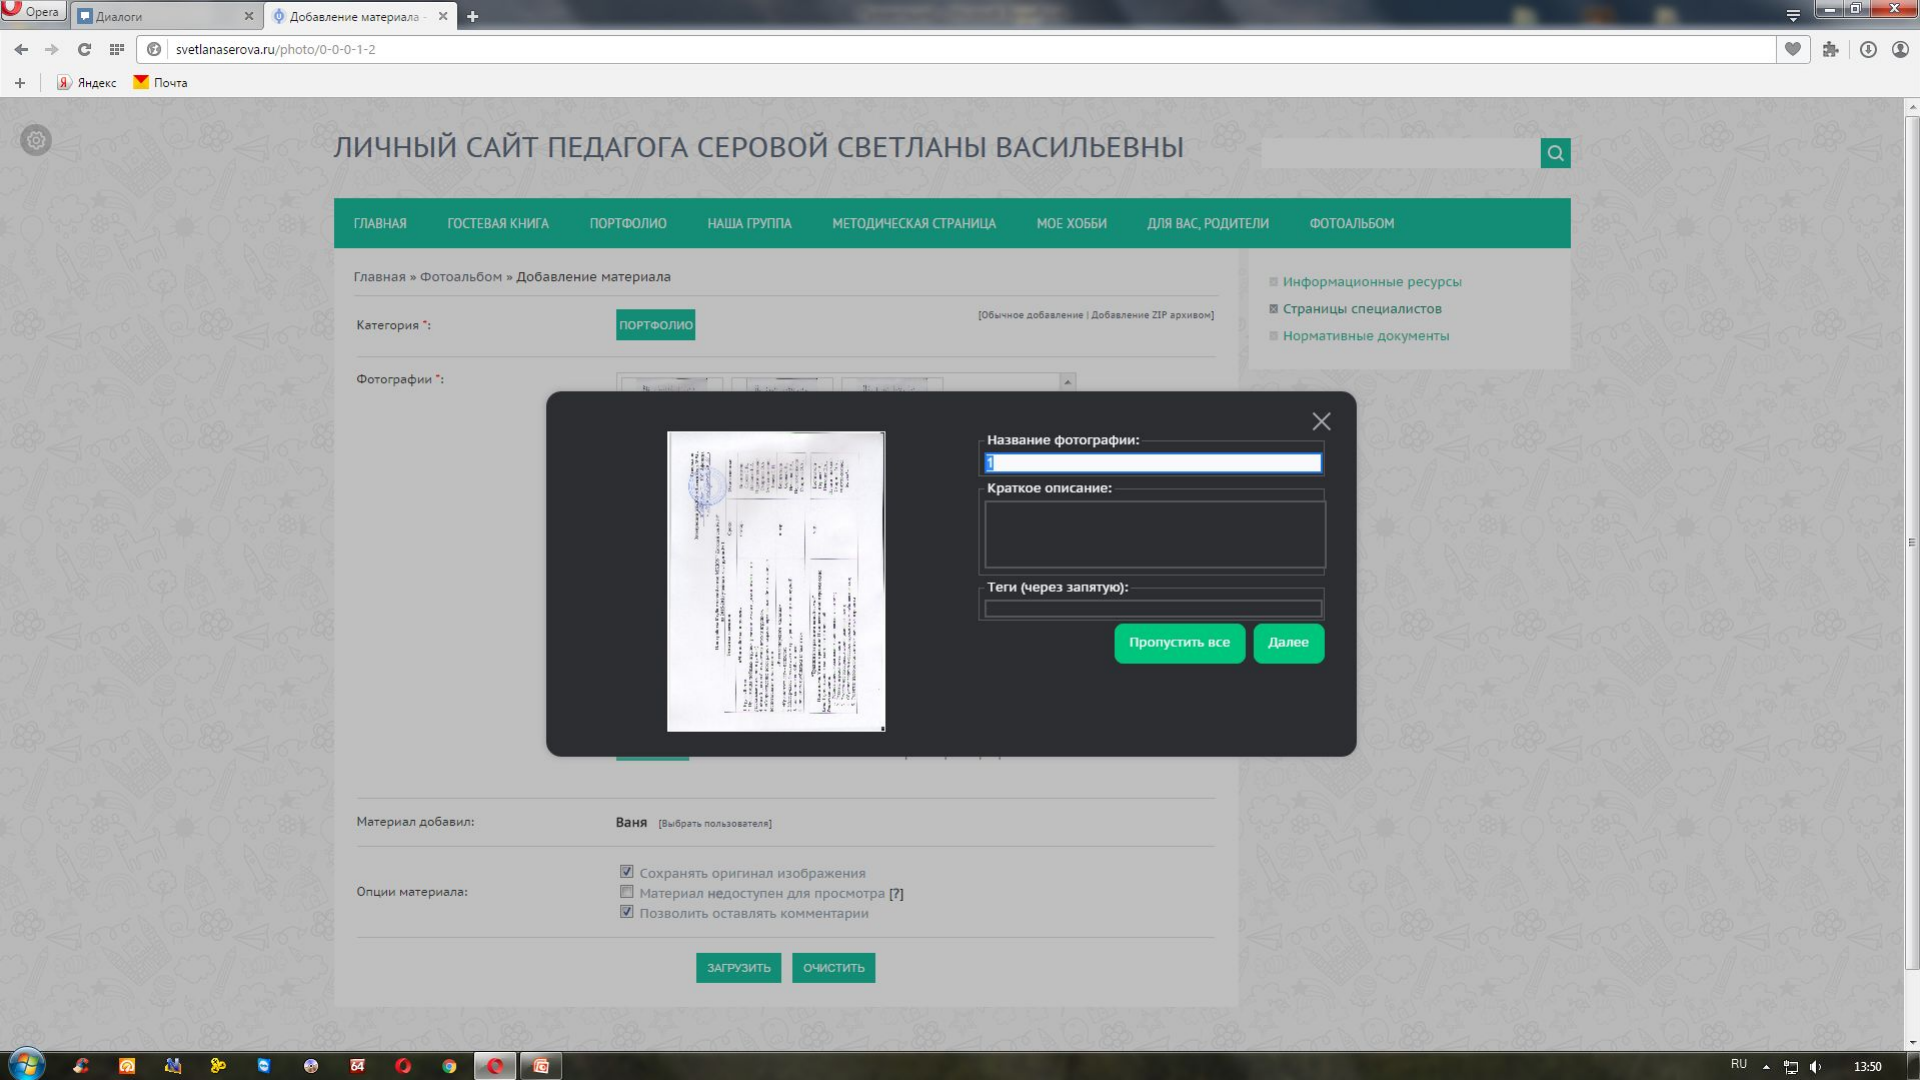 Opera
Диалоги
Добавление материала -
svetlanaserova.ru/photo/0-0-0-1-2
Яндекс
Почта
ЛИЧНЫЙ САЙТ ПЕДАГОГА СЕРОВОЙ СВЕТЛАНЫ ВАСИЛЬЕВНЫ
ГЛАВНАЯ ГОСТЕВАЯ КНИГА ПОРТФОЛИО НАША ГРУППА МЕТОДИЧЕСКАЯ СТРАНИЦА МОЕ ХОББИ ДЛЯ ВАС, РОДИТЕЛИ ФОТОАЛЬБОМ
Главная » Фотоальбом » Добавление материала
Информационные ресурсы
Страницы специалистов
Нормативные документы
Категория *:
ПОРТФОЛИО
[Обычное добавление | Добавление ZIP архивом]
Фотографии *:
Название фотографии:
1
Краткое описание:
Теги (через запятую):
Пропустить все
Далее
Материал добавил:
Ваня [Выбрать пользователя]
Опции материала:
Сохранять оригинал изображения
Материал недоступен для просмотра [?]
Позволить оставлять комментарии
ЗАГРУЗИТЬ
ОЧИСТИТЬ
64
RU
13:50